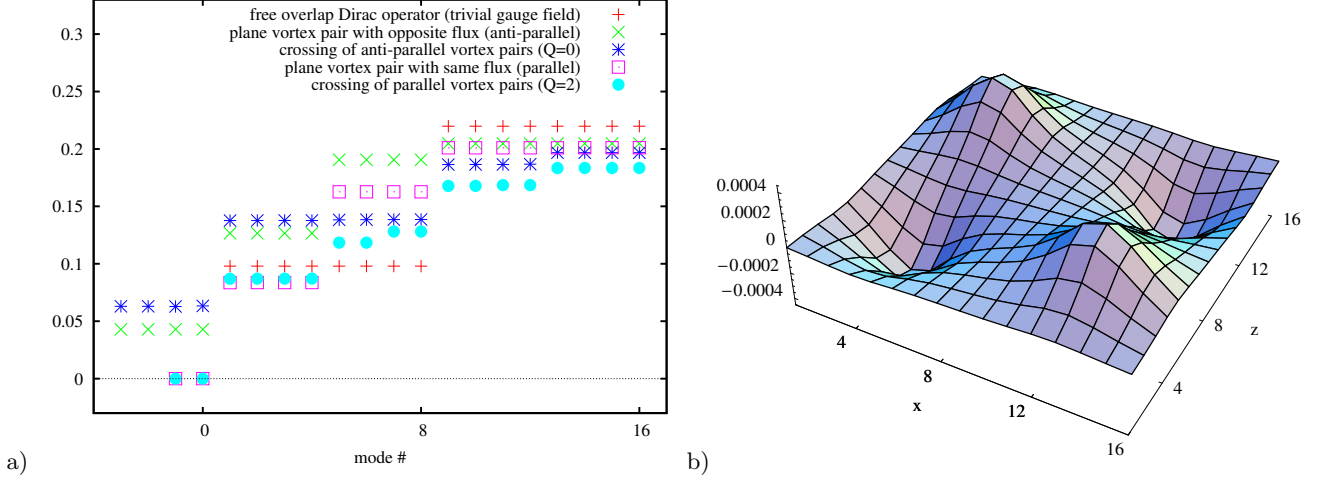 0.3
0.25
0.2
0.15
0.1
0.05
0
free overlap Dirac operator (trivial gauge field)
plane vortex pair with opposite flux (anti-parallel)
crossing of anti-parallel vortex pairs (Q=0)
plane vortex pair with same flux (parallel)
crossing of parallel vortex pairs (Q=2)
0 8 16
mode #
a)
0.0004
0.0002
0
−0.0002
−0.0004
4
8
12
16
x
4
8
12
16
z
b)